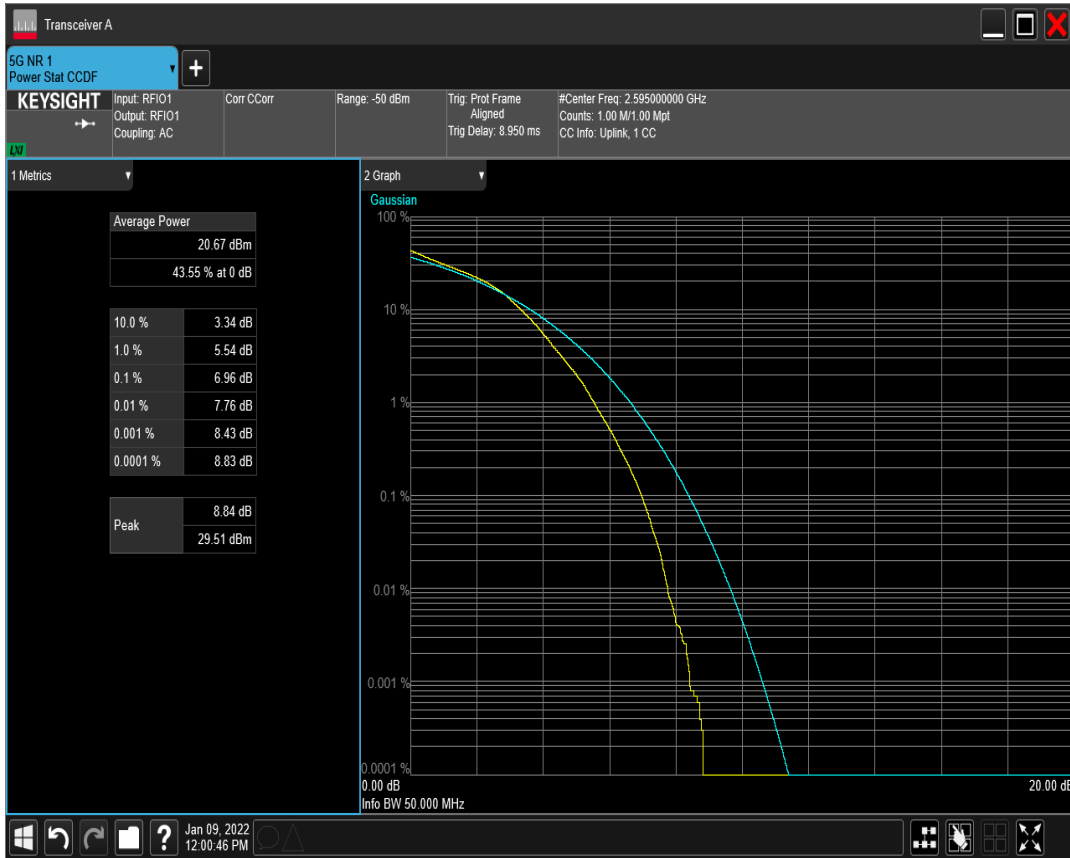 Transceiver A
5G NR 1
Power Stat CCDF
KEYSIGHT
LXI
Input: RFIO1
Output: RFIO1
Coupling: AC
Corr CCorr
Range: -50 dBm
Trig: Prot Frame
Aligned
Trig Delay: 8.950 ms
#Center Freq: 2.595000000 GHz
Counts: 1.00 M/1.00 Mpt
CC Info: Uplink, 1 CC
1 Metrics
Average Power
20.67 dBm
43.55 % at 0 dB
10.0 % 3.34 dB
1.0 % 5.54 dB
0.1 % 6.96 dB
0.01 % 7.76 dB
0.001 % 8.43 dB
0.0001 % 8.83 dB
Peak 8.84 dB
29.51 dBm
2 Graph
Gaussian
100 %
10 %
1 %
0.1 %
0.01 %
0.001 %
0.0001 %
0.00 dB 20.00 dB
Info BW 50.000 MHz
? Jan 09, 2022
12:00:46 PM